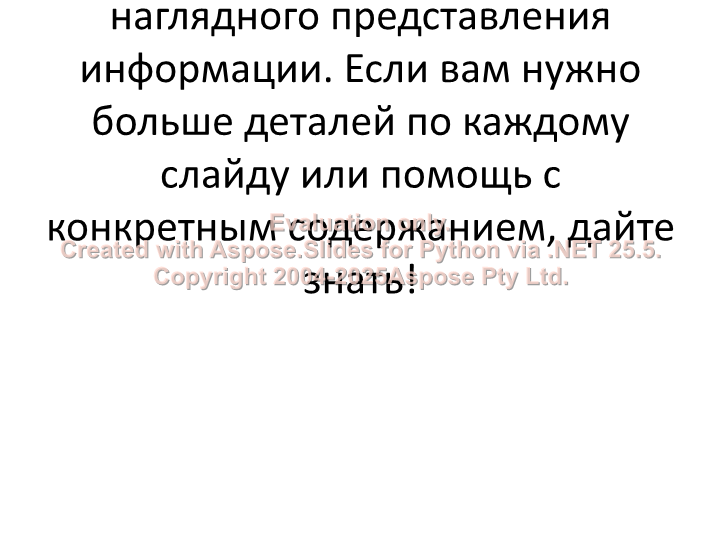 наглядного представления
информации. Если вам нужно
больше деталей по каждому
слайду или помощь с
конкретным содержанием, дайте
знать!
Evaluation only.
Created with Aspose.Slides for Python via .NET 25.5.
Copyright 2004-2025Aspose Pty Ltd.